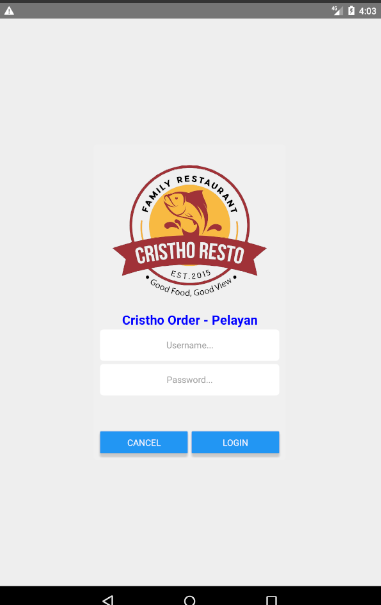 4G
4:03
FAMILY RESTAURANT
CRISTHO RESTO
EST.2015
• Good Food, Good View •
Cristho Order - Pelayan
Username...
Password...
CANCEL
LOGIN